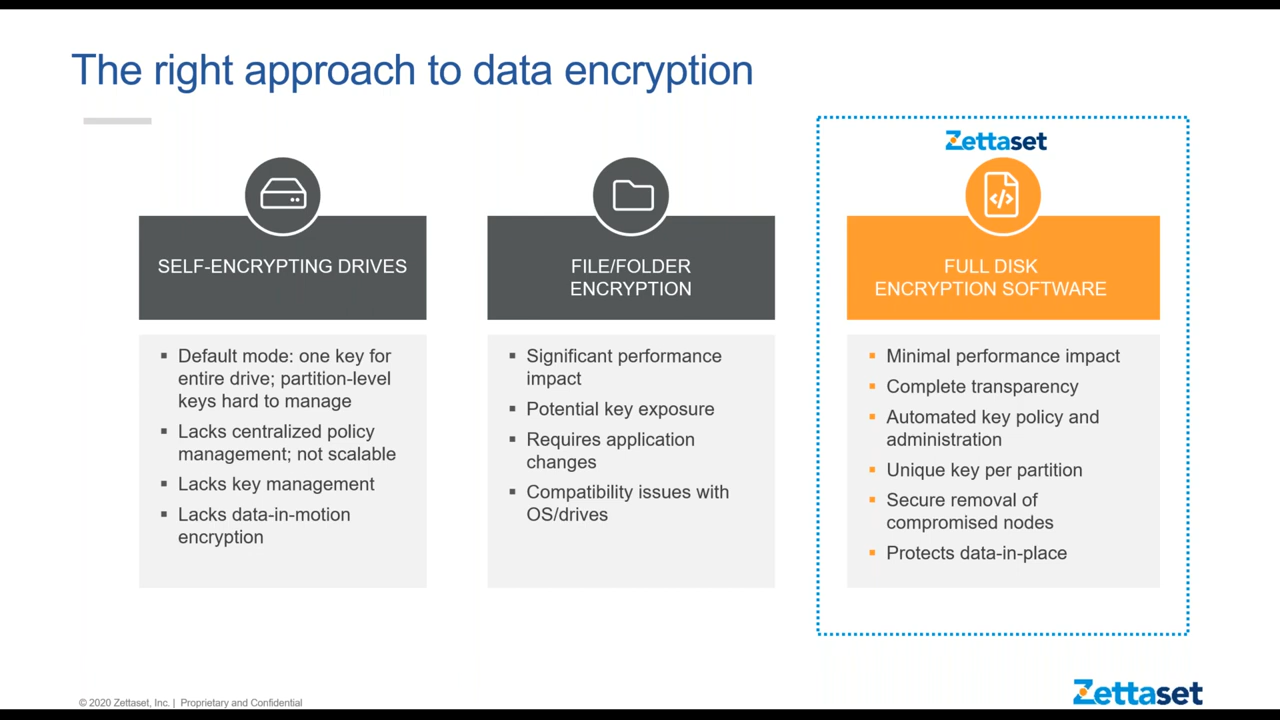 The right approach to data encryption
SELF-ENCRYPTING DRIVES
▪ Default mode: one key for
entire drive; partition-level
keys hard to manage
▪ Lacks centralized policy
management; not scalable
▪ Lacks key management
▪ Lacks data-in-motion
encryption
FILE/FOLDER
ENCRYPTION
▪ Significant performance
impact
▪ Potential key exposure
▪ Requires application
changes
▪ Compatibility issues with
OS/drives
Zettaset
</>
FULL DISK
ENCRYPTION SOFTWARE
▪ Minimal performance impact
▪ Complete transparency
▪ Automated key policy and
administration
▪ Unique key per partition
▪ Secure removal of
compromised nodes
▪ Protects data-in-place
© 2020 Zettaset, Inc. | Proprietary and Confidential
Zettaset